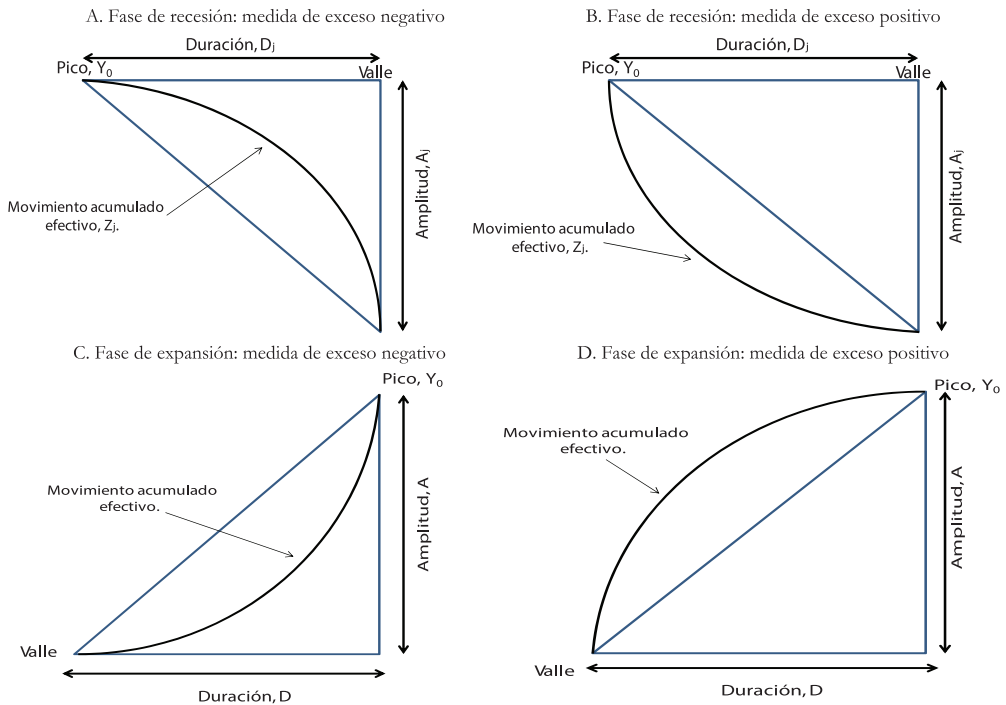 A. Fase de recesión: medida de exceso negativo
Duración, Dj
Pico, Y0
Valle
Amplitud, Aj
Movimiento acumulado
efectivo, Zj.
B. Fase de recesión: medida de exceso positivo
Duración, Dj
Pico, Y0
Valle
Amplitud, Aj
Movimiento acumulado
efectivo, Zj.
C. Fase de expansión: medida de exceso negativo
Pico, Y0
Movimiento acumulado
efectivo.
Amplitud, A
Valle
Duración, D
D. Fase de expansión: medida de exceso positivo
Pico, Y0
Movimiento acumulado
efectivo.
Amplitud, A
Valle
Duración, D